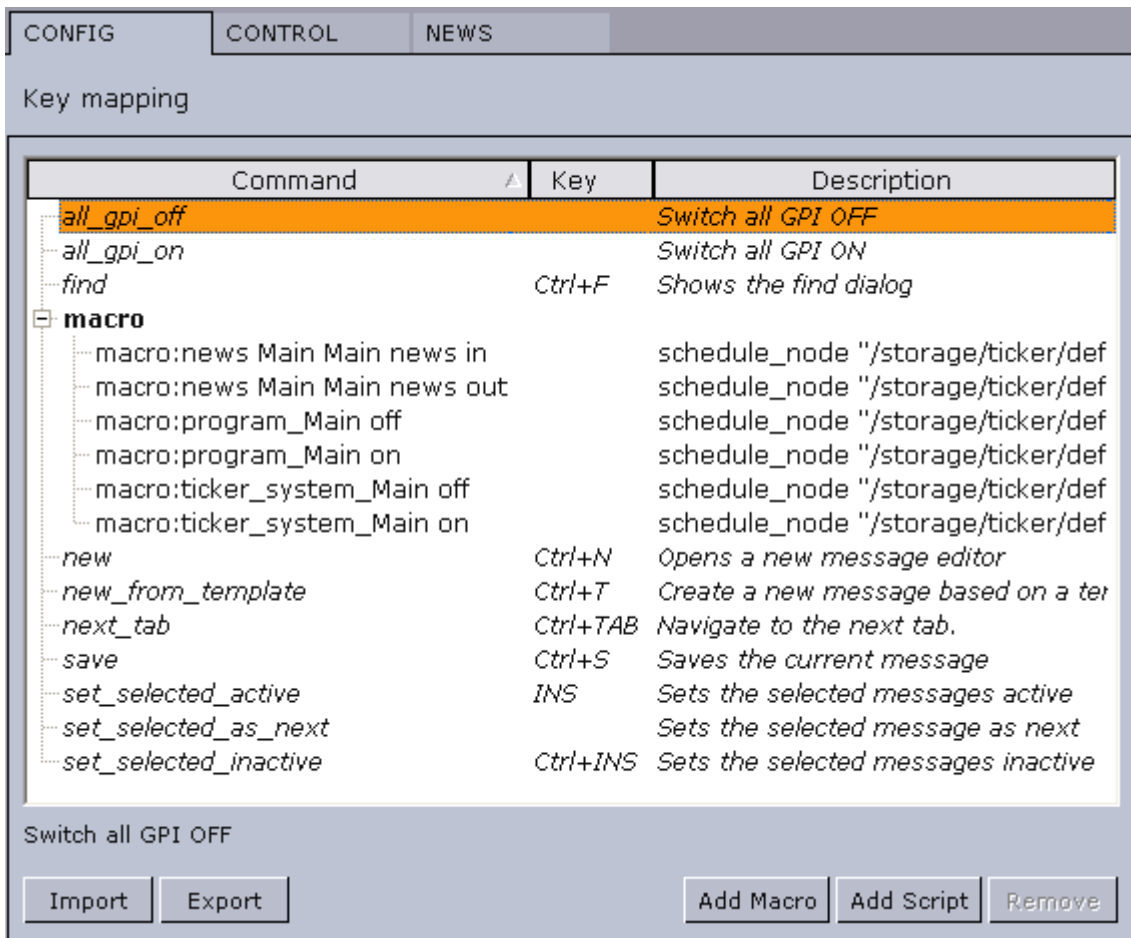 CONFIG CONTROL NEWS
Key mapping
Command Key Description
all_gpi_off Switch all GPI OFF
all_gpi_on Switch all GPI ON
find Ctrl+F Shows the find dialog
macro
macro:news Main Main news in schedule_node "/storage/ticker/def
macro:news Main Main news out schedule_node "/storage/ticker/def
macro:program_Main off schedule_node "/storage/ticker/def
macro:program_Main on schedule_node "/storage/ticker/def
macro:ticker_system_Main off schedule_node "/storage/ticker/def
macro:ticker_system_Main on schedule_node "/storage/ticker/def
new Ctrl+N Opens a new message editor
new_from_template Ctrl+T Create a new message based on a ter
next_tab Ctrl+TAB Navigate to the next tab.
save Ctrl+S Saves the current message
set_selected_active INS Sets the selected messages active
set_selected_as_next Sets the selected message as next
set_selected_inactive Ctrl+INS Sets the selected messages inactive
Switch all GPI OFF
Import Export Add Macro Add Script Remove